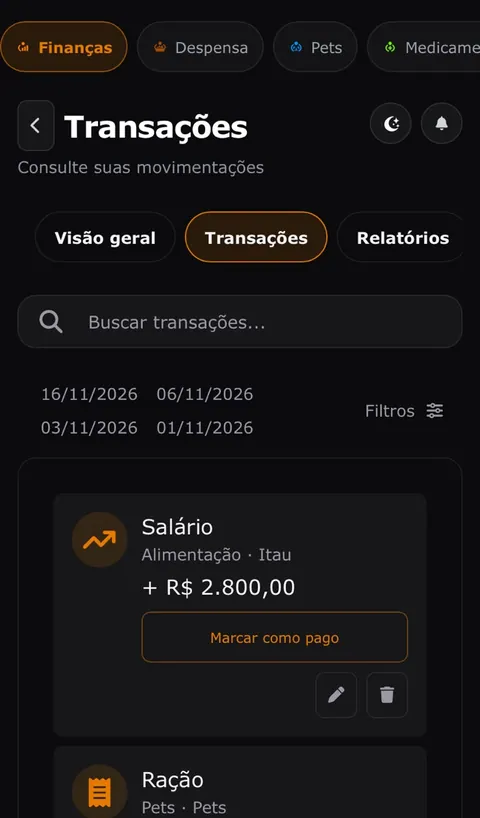 Finanças Despensa Pets Medicame
Transações
Consulte suas movimentações
Visão geral Transações Relatórios
Buscar transações...
16/11/2026 06/11/2026
03/11/2026 01/11/2026
Filtros
Salário
Alimentação · Itau
+ R$ 2.800,00
Marcar como pago
Ração
Pets · Pets